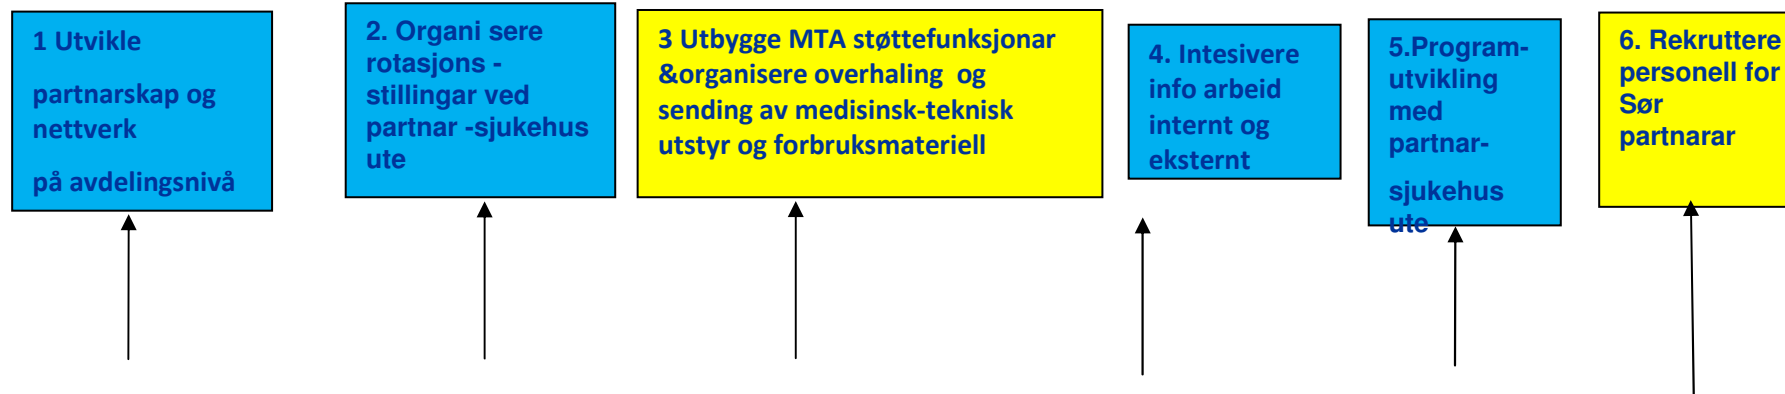 1 Utvikle
partnarskap og
nettverk
på avdelingsnivå
2. Organi sere
rotasjons -
stillingar ved
partnar -sjukehus
ute
3 Utbygge MTA støttefunksjonar
&organisere overhaling og
sending av medisinsk-teknisk
utstyr og forbruksmateriell
4. Intesivere
info arbeid
internt og
eksternt
5.Program-
utvikling
med
partnar-
sjukehus
ute
6. Rekruttere
personell for
Sør
partnarar